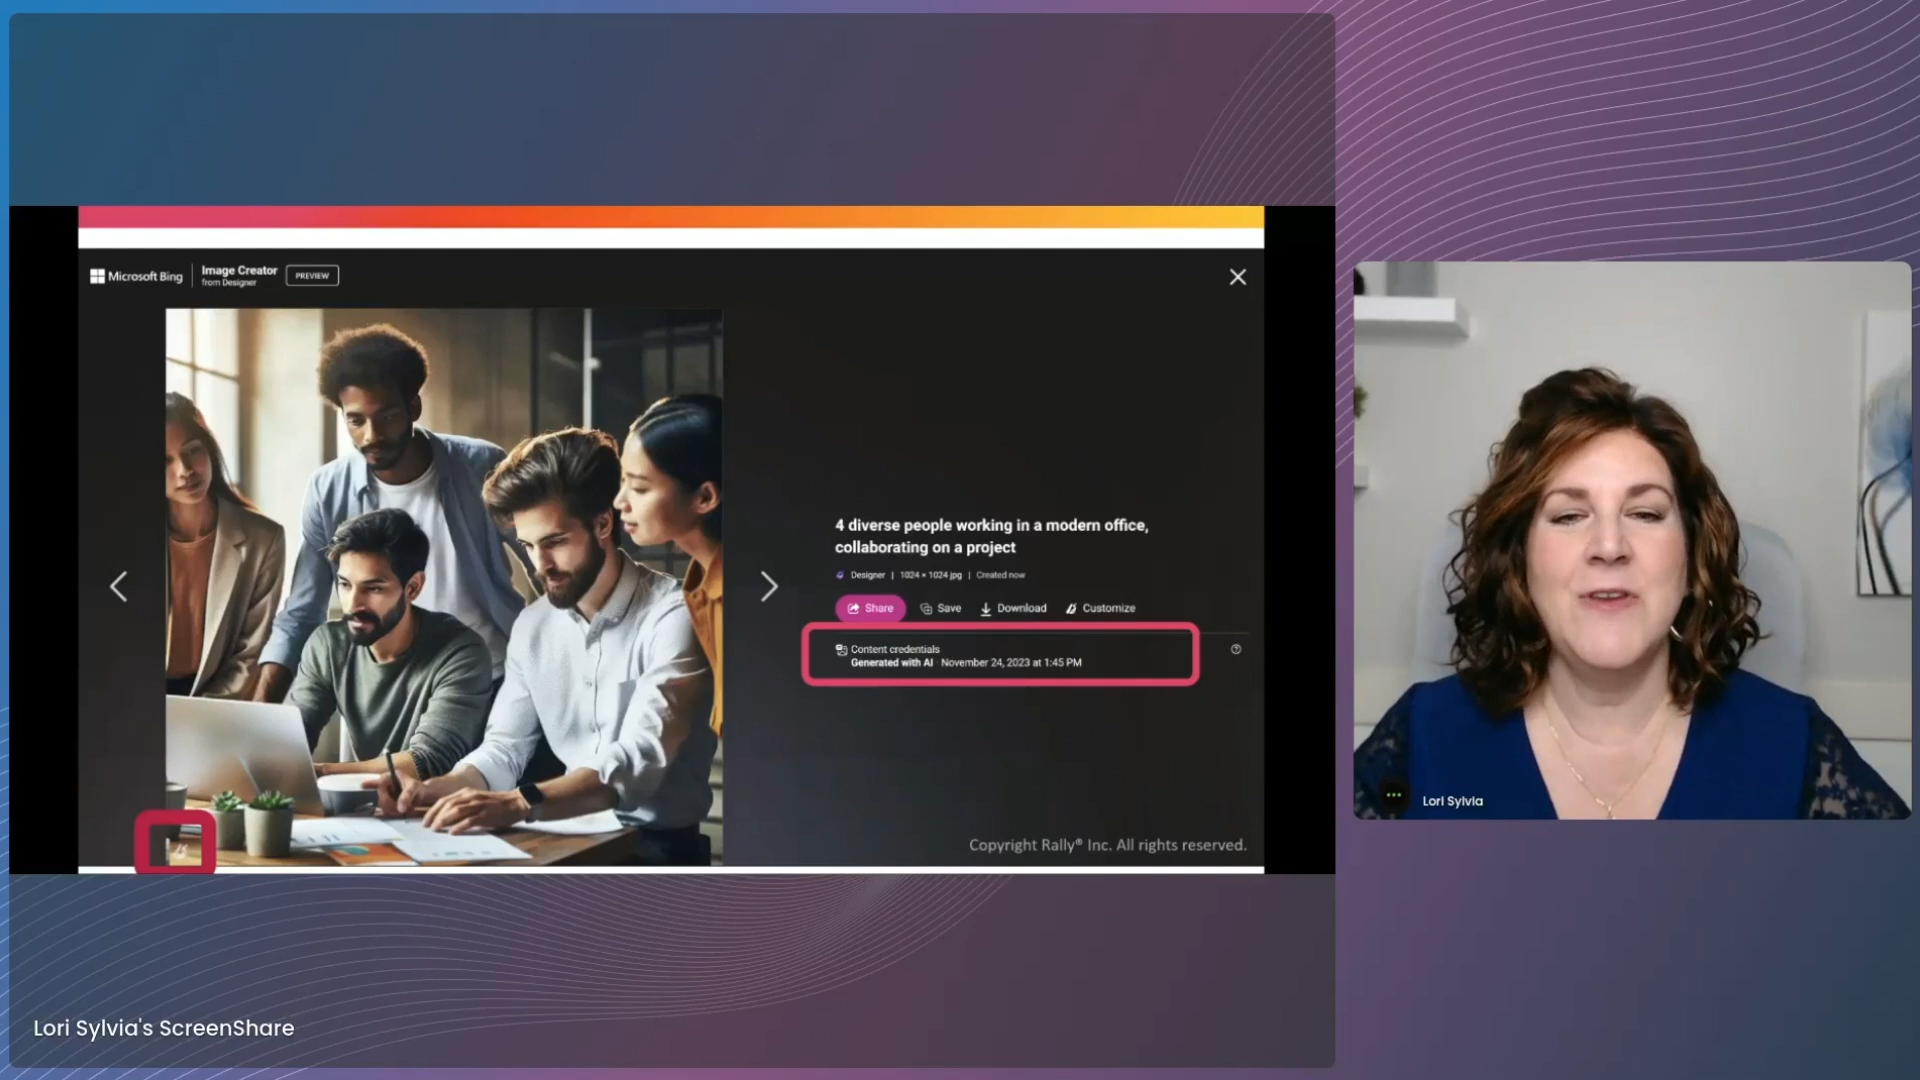 Microsoft Bing
Image Creator
from Designer
PREVIEW
4 diverse people working in a modern office,
collaborating on a project
Designer | 1024 × 1024 jpg | Created now
Share Save Download Customize
Content credentials
Generated with AI · November 24, 2023 at 1:45 PM
Copyright Rally® Inc. All rights reserved.
Lori Sylvia
Lori Sylvia's ScreenShare